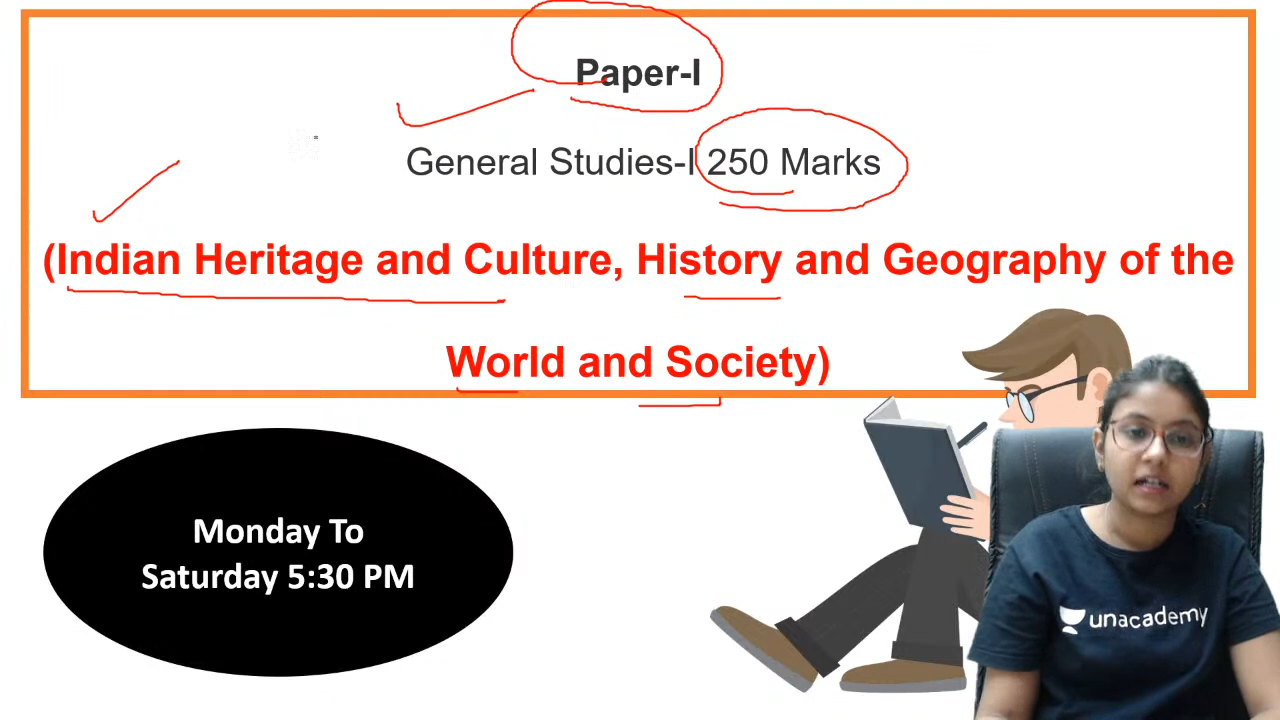 Paper-I
General Studies-I 250 Marks
(Indian Heritage and Culture, History and Geography of the
World and Society)
Monday To
Saturday 5:30 PM
unacademy